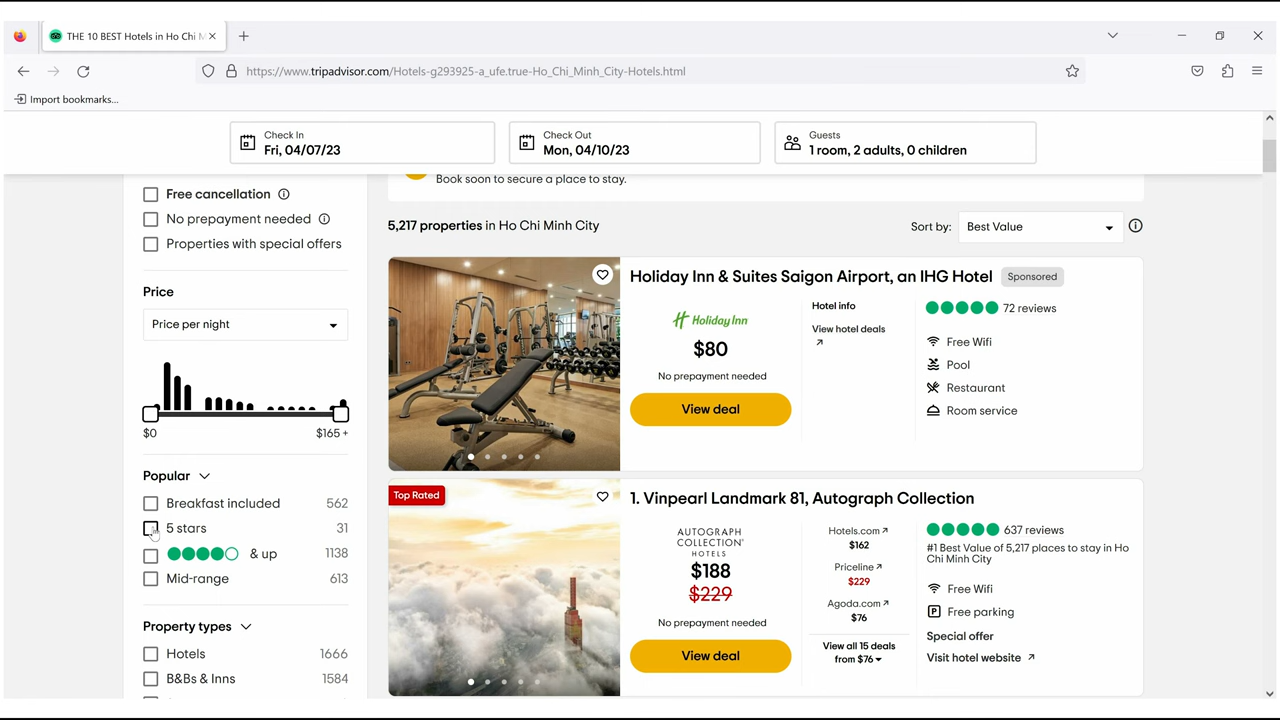 THE 10 BEST Hotels in Ho Chi M
https://www.tripadvisor.com/Hotels-g293925-a_ufe.true-Ho_Chi_Minh_City-Hotels.html
Import bookmarks...
Check In
Fri, 04/07/23
Check Out
Mon, 04/10/23
Guests
1 room, 2 adults, 0 children
Free cancellation
No prepayment needed
Properties with special offers
Price
Price per night
$0
$165 +
Popular
Breakfast included 562
5 stars 31
& up 1138
Mid-range 613
Property types
Hotels 1666
B&Bs & Inns 1584
Book soon to secure a place to stay.
5,217 properties in Ho Chi Minh City
Sort by:
Best Value
Holiday Inn & Suites Saigon Airport, an IHG Hotel
Sponsored
Holiday Inn
$80
No prepayment needed
View deal
Hotel info
View hotel deals
72 reviews
Free Wifi
Pool
Restaurant
Room service
Top Rated
1. Vinpearl Landmark 81, Autograph Collection
AUTOGRAPH
COLLECTION®
HOTELS
$188
$229
No prepayment needed
View deal
Hotels.com
$162
Priceline
$229
Agoda.com
$76
View all 15 deals
from $76
637 reviews
#1 Best Value of 5,217 places to stay in Ho
Chi Minh City
Free Wifi
Free parking
Special offer
Visit hotel website